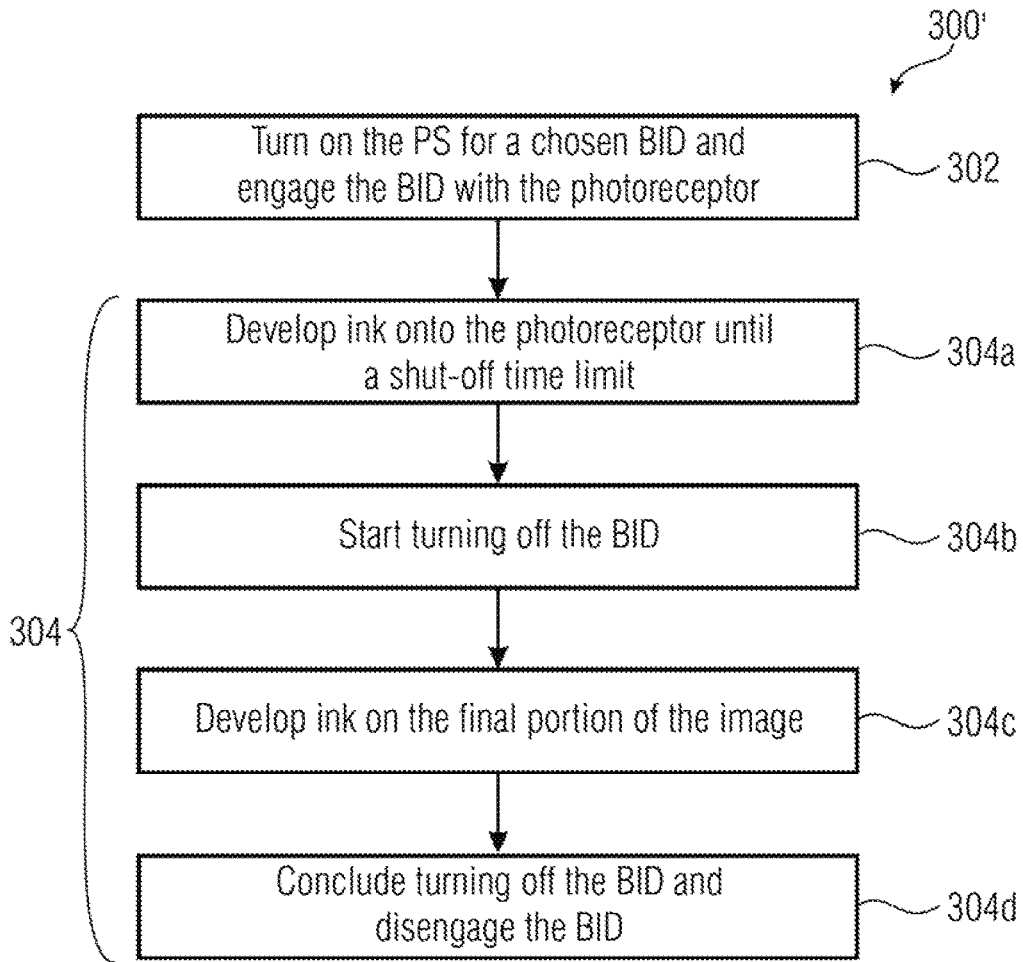 300'
Turn on the PS for a chosen BID and
engage the BID with the photoreceptor
302
Develop ink onto the photoreceptor until
a shut-off time limit
304a
Start turning off the BID
304b
304
Develop ink on the final portion of the image
304c
Conclude turning off the BID and
disengage the BID
304d